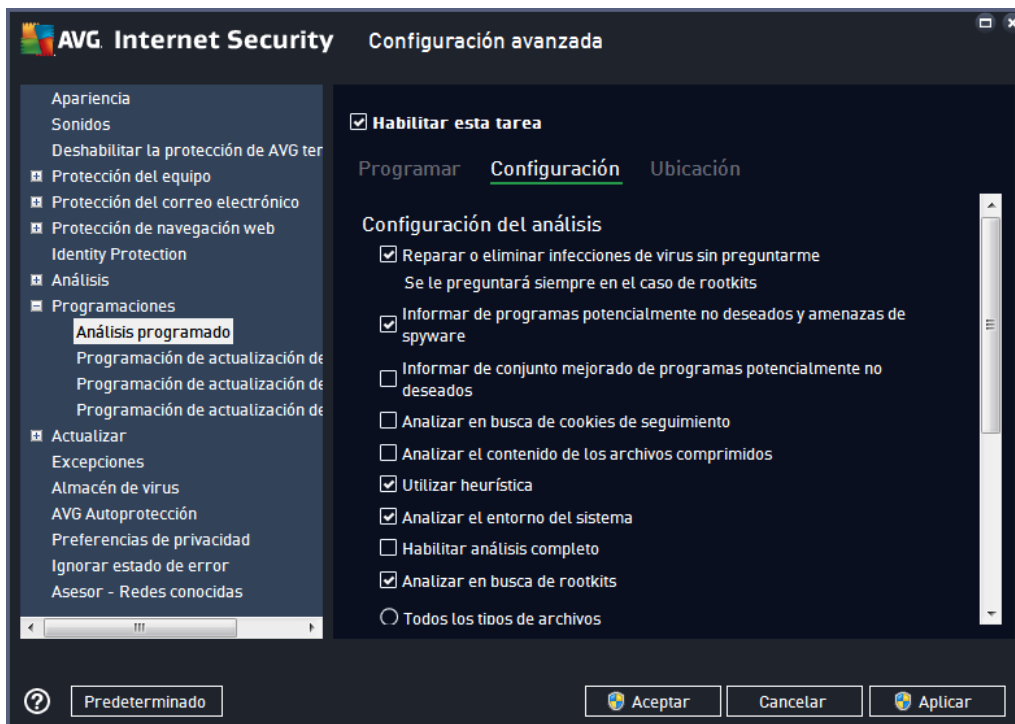 AVG. Internet Security
Configuración avanzada
Apariencia
Sonidos
Deshabilitar la protección de AVG ter
Protección del equipo
Protección del correo electrónico
Protección de navegación web
Identity Protection
Análisis
Programaciones
Análisis programado
Programación de actualización de
Programación de actualización de
Programación de actualización de
Actualizar
Excepciones
Almacén de virus
AVG Autoprotección
Preferencias de privacidad
Ignorar estado de error
Asesor - Redes conocidas
Habilitar esta tarea
Programar
Configuración
Ubicación
Configuración del análisis
Reparar o eliminar infecciones de virus sin preguntarme
Se le preguntará siempre en el caso de rootkits
Informar de programas potencialmente no deseados y amenazas de
spyware
Informar de conjunto mejorado de programas potencialmente no
deseados
Analizar en busca de cookies de seguimiento
Analizar el contenido de los archivos comprimidos
Utilizar heurística
Analizar el entorno del sistema
Habilitar análisis completo
Analizar en busca de rootkits
Todos los tipos de archivos
Predeterminado
Aceptar
Cancelar
Aplicar